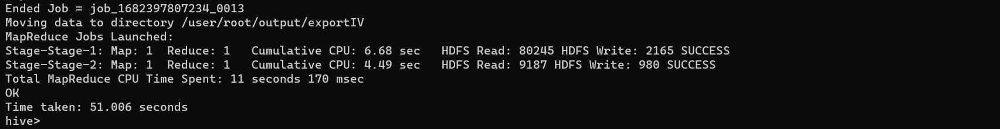 Ended Job = job_1682397807234_0013
Moving data to directory /user/root/output/exportIV
MapReduce Jobs Launched:
Stage-Stage-1: Map: 1  Reduce: 1   Cumulative CPU: 6.68 sec   HDFS Read: 80245 HDFS Write: 2165 SUCCESS
Stage-Stage-2: Map: 1  Reduce: 1   Cumulative CPU: 4.49 sec   HDFS Read: 9187 HDFS Write: 980 SUCCESS
Total MapReduce CPU Time Spent: 11 seconds 170 msec
OK
Time taken: 51.006 seconds
hive>